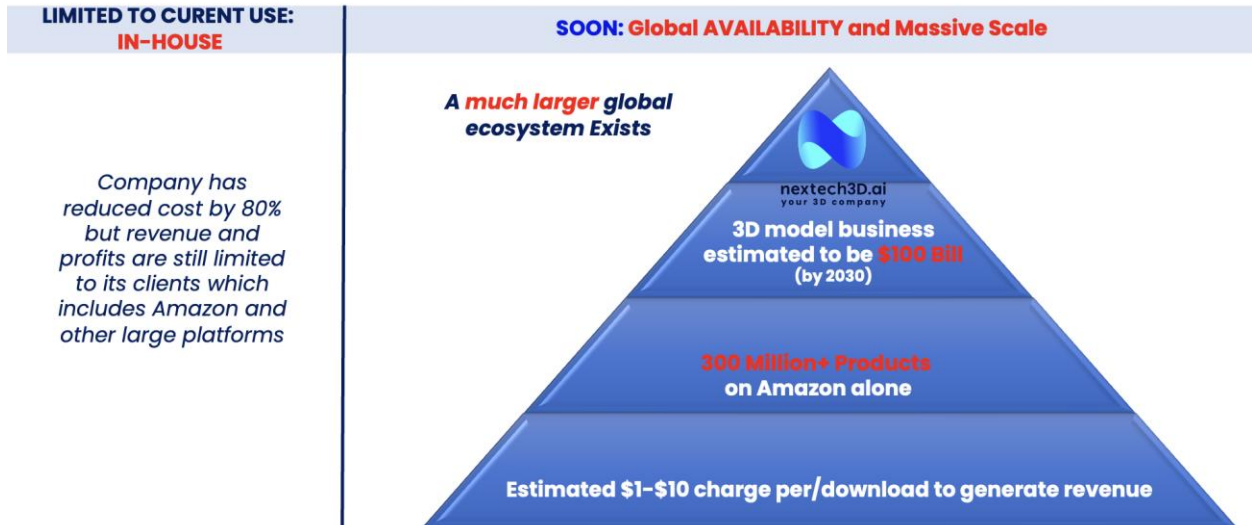 LIMITED TO CURENT USE:
IN-HOUSE
SOON: Global AVAILABILITY and Massive Scale
Company has
reduced cost by 80%
but revenue and
profits are still limited
to its clients which
includes Amazon and
other large platforms
A much larger global
ecosystem Exists
nextech3D.ai
your 3D company
3D model business
estimated to be $100 Bill
(by 2030)
300 Million+ Products
on Amazon alone
Estimated $1-$10 charge per/download to generate revenue